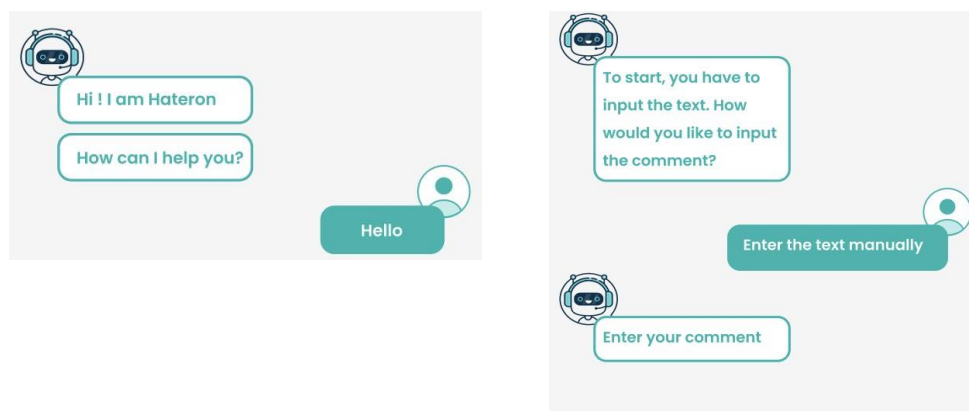 Hi ! I am Hateron
How can I help you?
Hello
To start, you have to
input the text. How
would you like to input
the comment?
Enter the text manually
Enter your comment